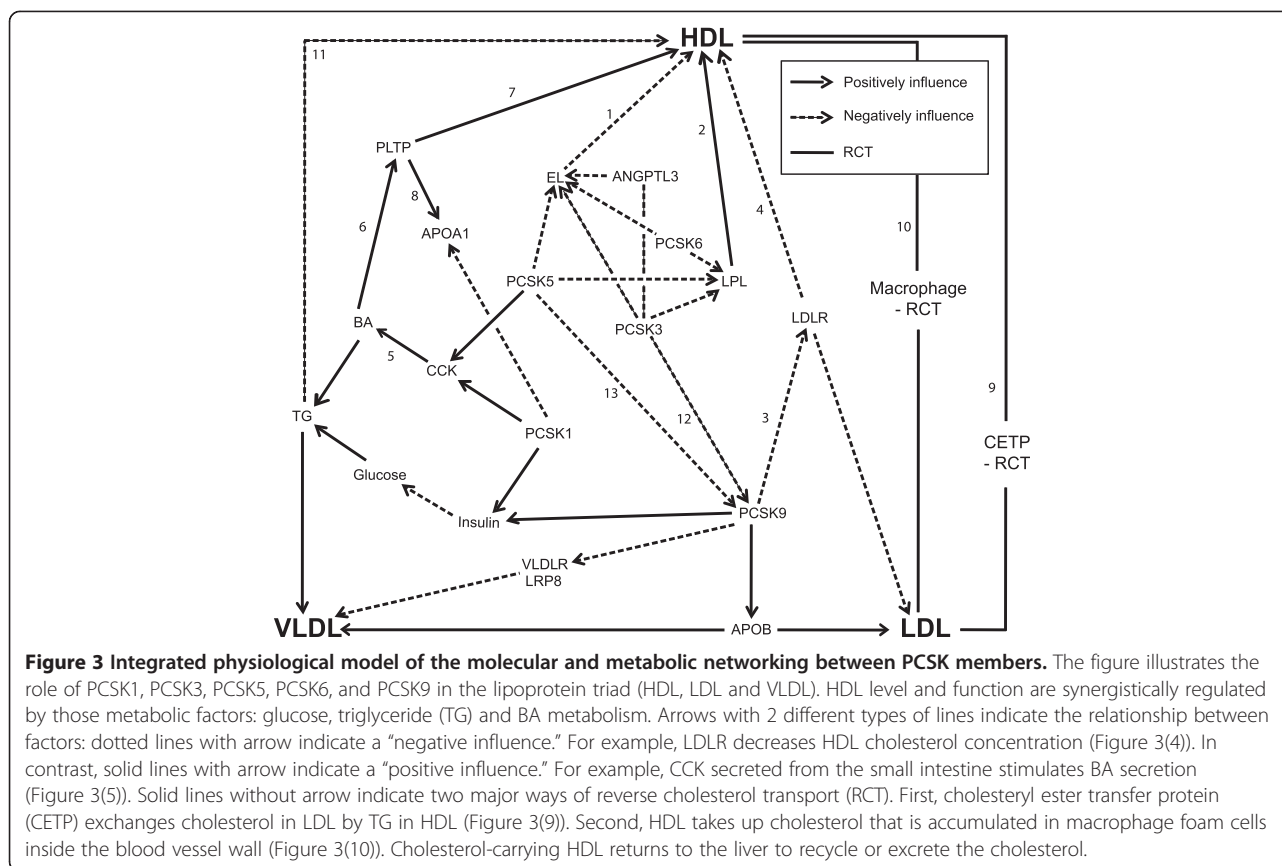 HDL
11
Positively influence
Negatively influence
RCT
7
1
2
PLTP
EL
ANGPTL3
8
4
6
APOA1
PCSK6
10
PCSK5
LPL
Macrophage
- RCT
BA
PCSK3
LDLR
5
CCK
13
12
3
9
TG
PCSK1
CETP
- RCT
Glucose
Insulin
PCSK9
VLDLR
LRP8
VLDL
APOB
LDL
Figure 3 Integrated physiological model of the molecular and metabolic networking between PCSK members. The figure illustrates the
role of PCSK1, PCSK3, PCSK5, PCSK6, and PCSK9 in the lipoprotein triad (HDL, LDL and VLDL). HDL level and function are synergistically regulated
by those metabolic factors: glucose, triglyceride (TG) and BA metabolism. Arrows with 2 different types of lines indicate the relationship between
factors: dotted lines with arrow indicate a “negative influence.” For example, LDLR decreases HDL cholesterol concentration (Figure 3(4)). In
contrast, solid lines with arrow indicate a “positive influence.” For example, CCK secreted from the small intestine stimulates BA secretion
(Figure 3(5)). Solid lines without arrow indicate two major ways of reverse cholesterol transport (RCT). First, cholesteryl ester transfer protein
(CETP) exchanges cholesterol in LDL by TG in HDL (Figure 3(9)). Second, HDL takes up cholesterol that is accumulated in macrophage foam cells
inside the blood vessel wall (Figure 3(10)). Cholesterol-carrying HDL returns to the liver to recycle or excrete the cholesterol.